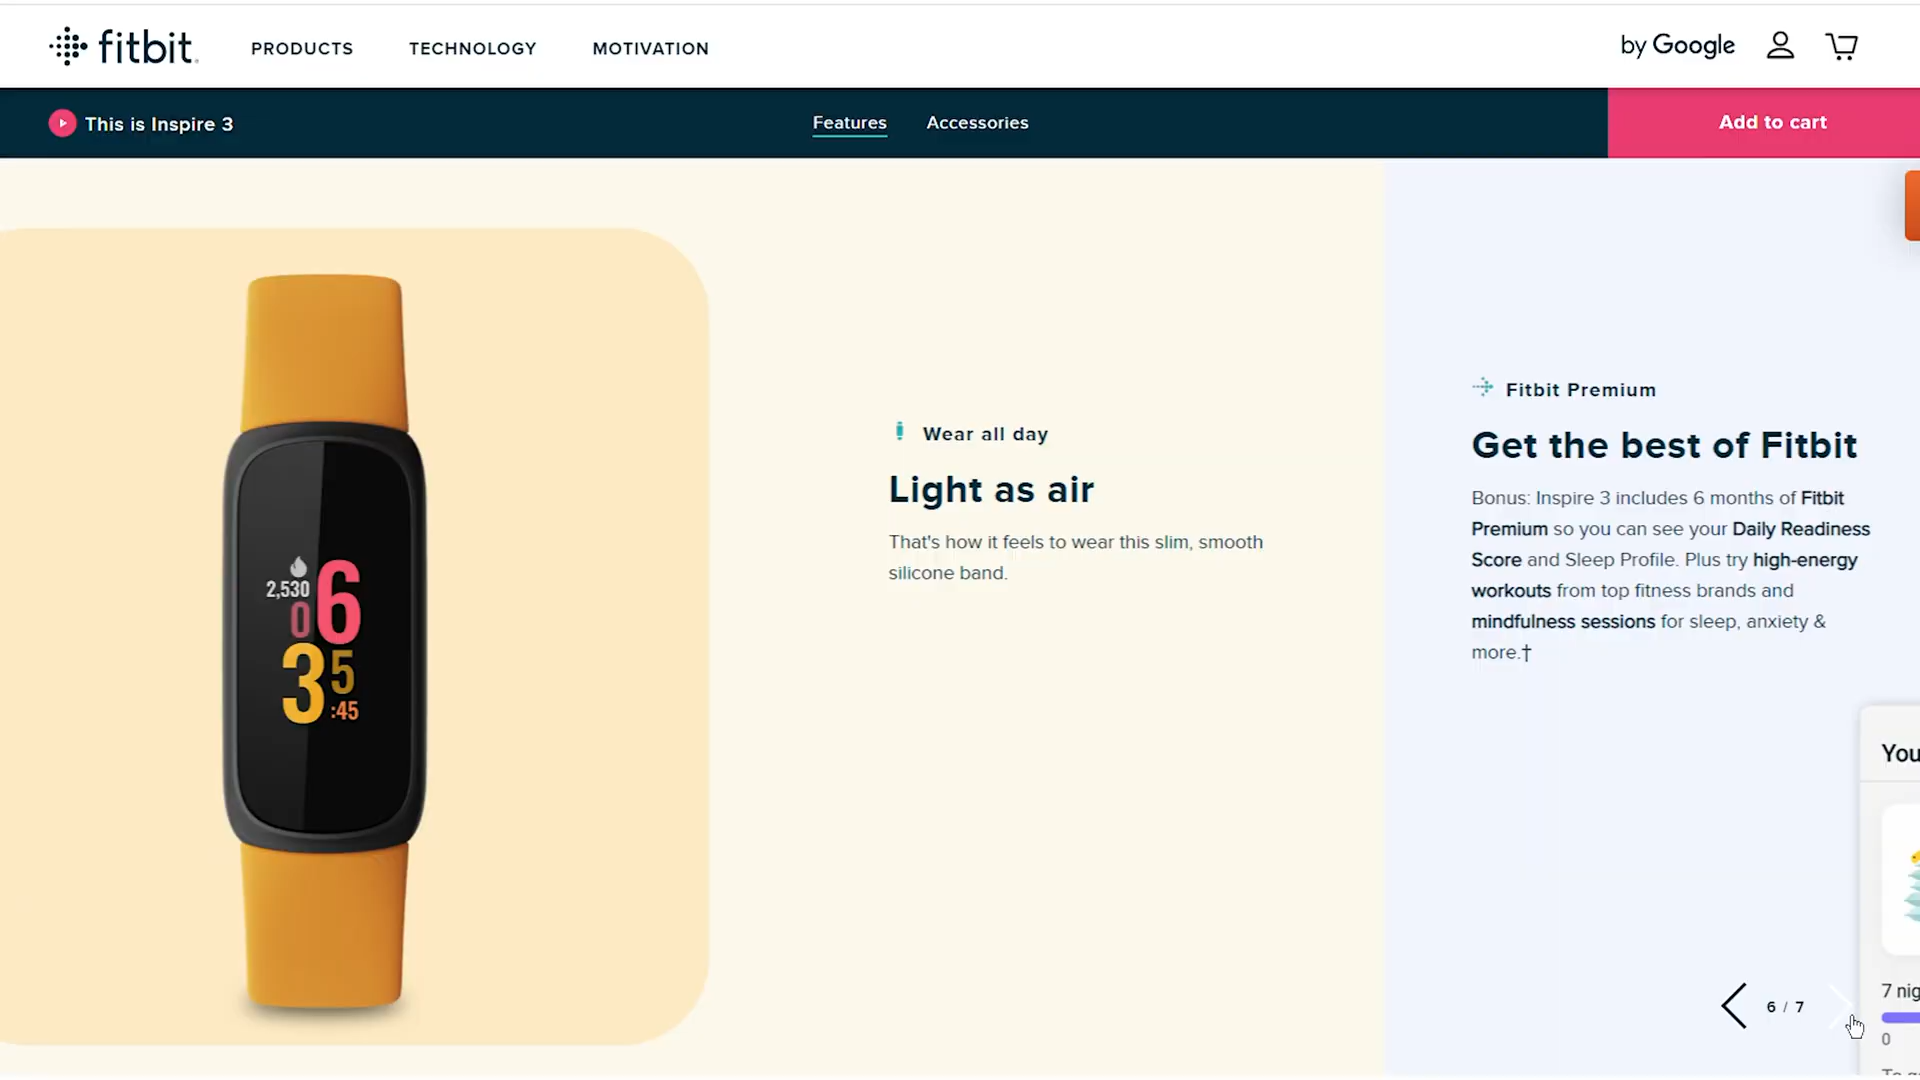 fitbit.
PRODUCTS
TECHNOLOGY
MOTIVATION
by Google
This is Inspire 3
Features
Accessories
Add to cart
2,530
06
35
:45
Wear all day
Light as air
That's how it feels to wear this slim, smooth
silicone band.
Fitbit Premium
Get the best of Fitbit
Bonus: Inspire 3 includes 6 months of Fitbit
Premium so you can see your Daily Readiness
Score and Sleep Profile. Plus try high-energy
workouts from top fitness brands and
mindfulness sessions for sleep, anxiety &
more.†
You
7 nig
0
6 / 7